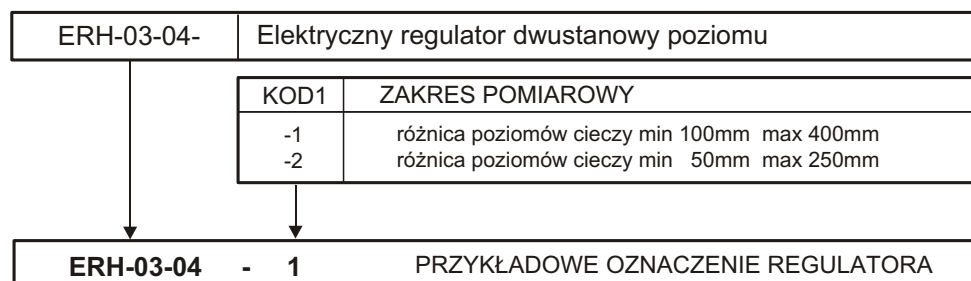 ERH-03-04- Elektryczny regulator dwustanowy poziomu
KOD1 ZAKRES POMIAROWY
-1 różnica poziomów cieczy min 100mm max 400mm
-2 różnica poziomów cieczy min 50mm max 250mm
ERH-03-04 - 1 PRZYKŁADOWE OZNACZENIE REGULATORA